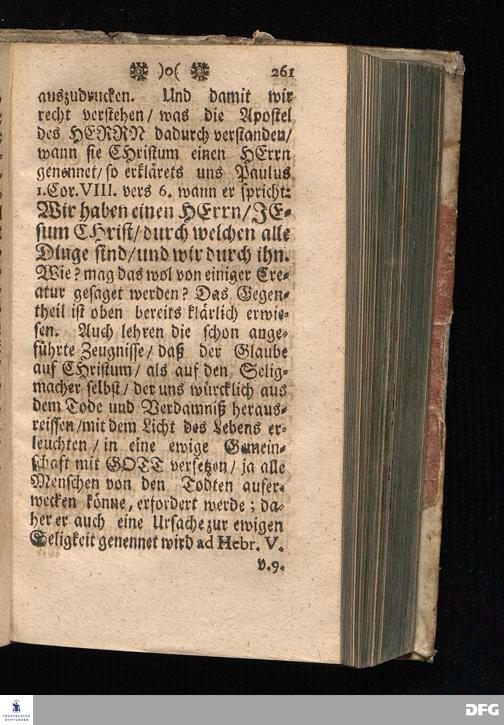 )o( 261
auszudrucken. Und damit wir
recht verstehen/ was die Apostel
des HERRN dadurch verstanden/
wann sie CHristum einen HErrn
genennet/ so erklärets uns Paulus
1. Cor. VIII. vers 6. wann er spricht:
Wir haben einen HErrn/ JE-
sum CHrist/ durch welchen alle
Dinge sind/ und wir durch ihn.
Wie? mag das wol von einiger Cre-
atur gesaget werden? Das Gegen-
theil ist oben bereits klärlich erwie-
sen. Auch lehren die schon ange-
führte Zeugnisse/ daß der Glaube
auf CHristum/ als auf den Selig-
macher selbst/ der uns würcklich aus
dem Tode und Verdamniß heraus-
reissen/ mit dem Licht des Lebens er-
leuchten/ in eine ewige Gemein-
schaft mit GOTT versetzen/ ja alle
Menschen von den Todten aufer-
wecken könne, erfordert werde; da-
her er auch eine Ursache zur ewigen
Seligkeit genennet wird ad Hebr. V.
v. 9.
FRANCKESCHE
STIFTUNGEN
DFG